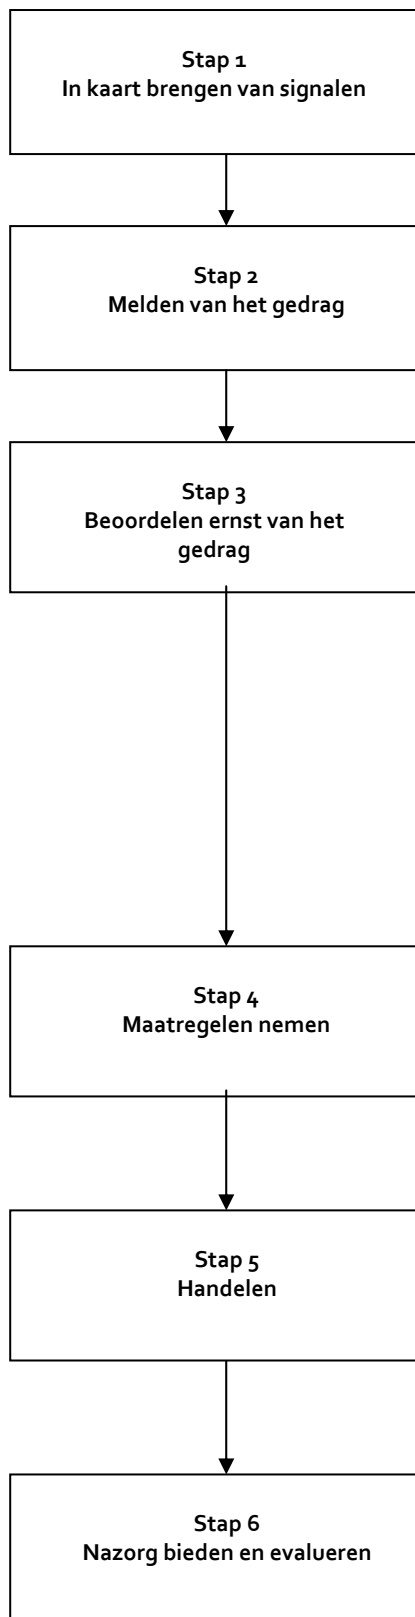 Stap 1
In kaart brengen van signalen
Stap 2
Melden van het gedrag
Stap 3
Beoordelen ernst van het
gedrag
Stap 4
Maatregelen nemen
Stap 5
Handelen
Stap 6
Nazorg bieden en evalueren